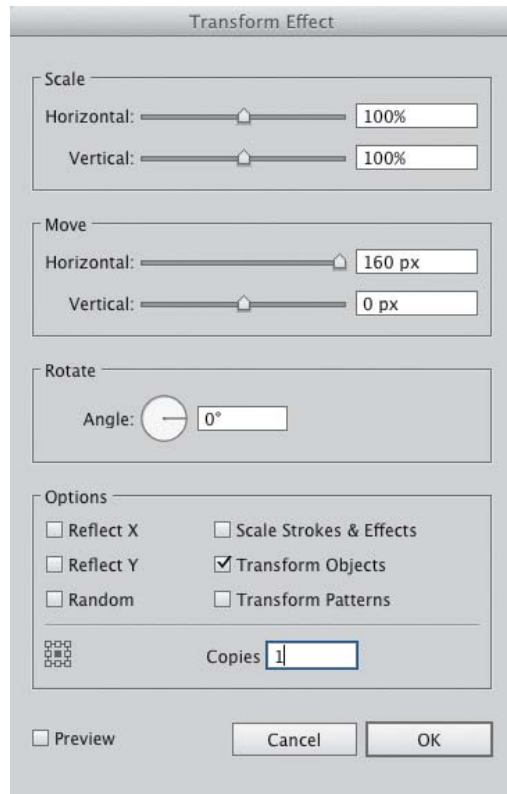 Transform Effect
Scale
Horizontal: 100%
Vertical: 100%
Move
Horizontal: 160 px
Vertical: 0 px
Rotate
Angle: 0°
Options
Reflect X Scale Strokes & Effects
Reflect Y Transform Objects
Random Transform Patterns
Copies 1
Preview Cancel OK